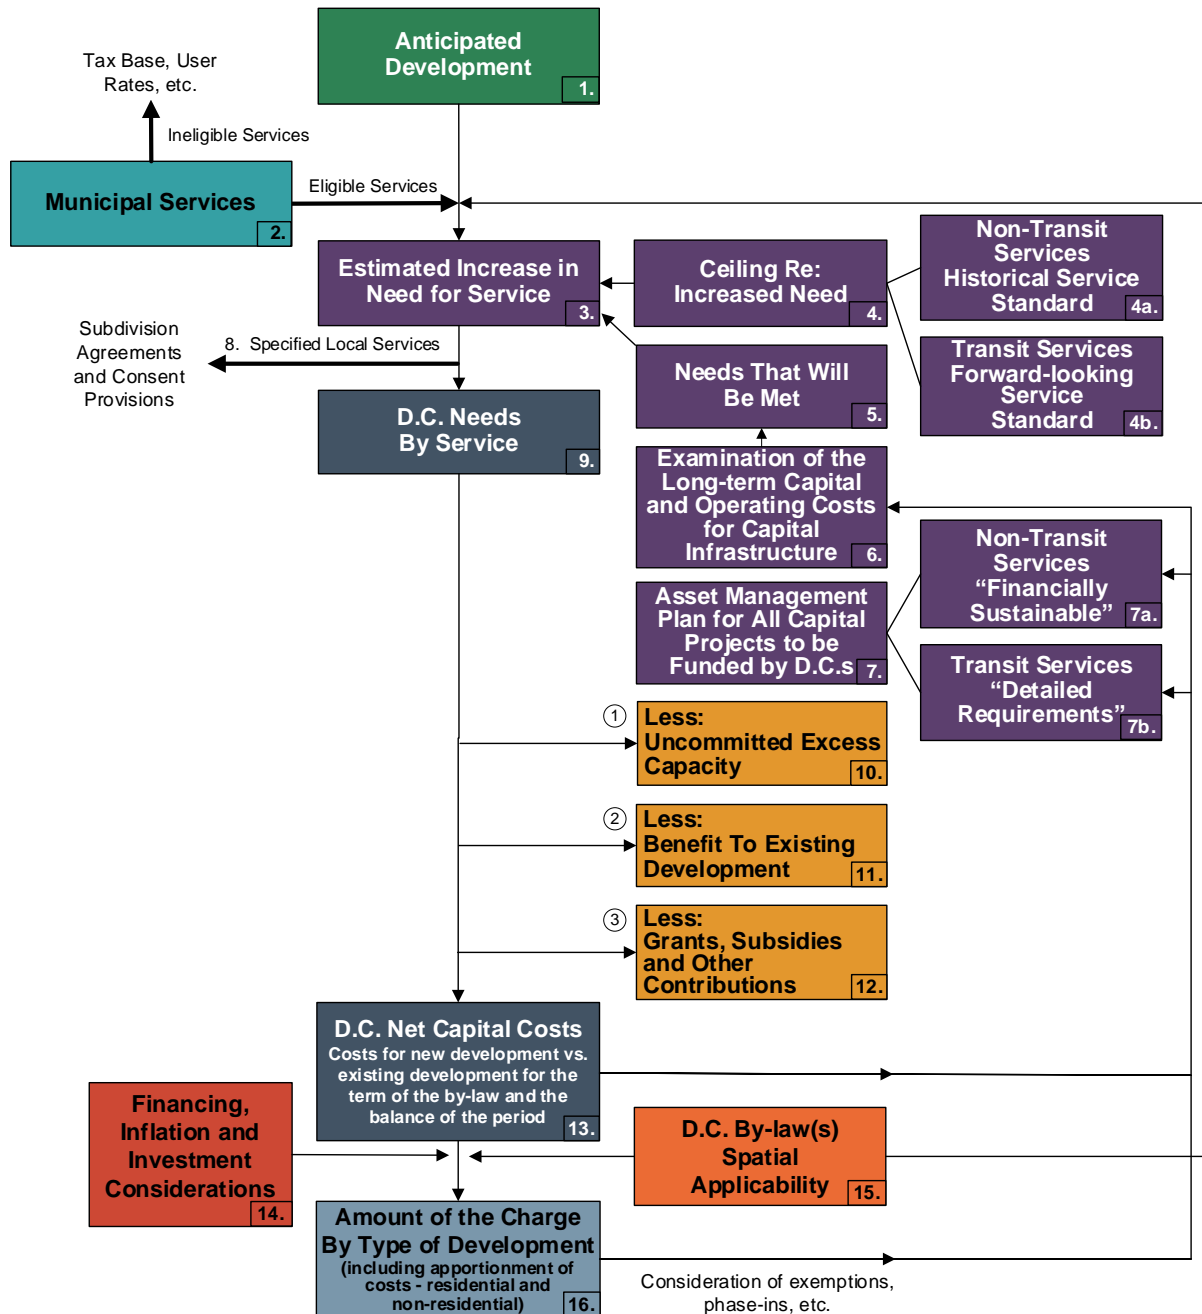 Anticipated
Development
1.
Tax Base, User
Rates, etc.
Ineligible Services
Municipal Services
2.
Eligible Services
Estimated Increase in
Need for Service
3.
Ceiling Re:
Increased Need
4.
Non-Transit
Services
Historical Service
Standard
4a.
Transit Services
Forward-looking
Service
Standard
4b.
Subdivision
Agreements
and Consent
Provisions
8. Specified Local Services
Needs That Will
Be Met
5.
D.C. Needs
By Service
9.
Examination of the
Long-term Capital
and Operating Costs
for Capital
Infrastructure
6.
Non-Transit
Services
“Financially
Sustainable”
7a.
Asset Management
Plan for All Capital
Projects to be
Funded by D.C.s
7.
Transit Services
“Detailed
Requirements”
7b.
1
Less:
Uncommitted Excess
Capacity
10.
2
Less:
Benefit To Existing
Development
11.
3
Less:
Grants, Subsidies
and Other
Contributions
12.
D.C. Net Capital Costs
Costs for new development vs.
existing development for the
term of the by-law and the
balance of the period
13.
Financing,
Inflation and
Investment
Considerations
14.
D.C. By-law(s)
Spatial
Applicability
15.
Amount of the Charge
By Type of Development
(including apportionment of
costs - residential and
non-residential)
16.
Consideration of exemptions,
phase-ins, etc.